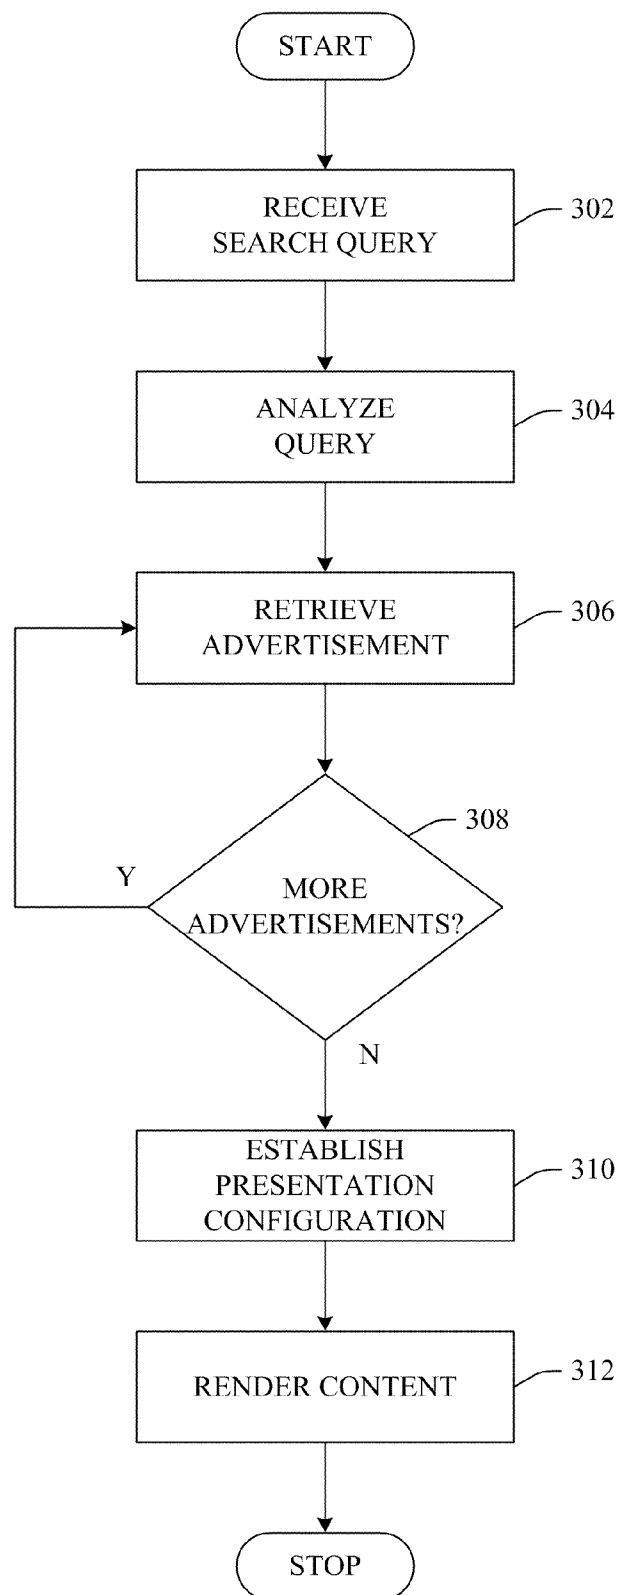 START
RECEIVE
SEARCH QUERY
302
ANALYZE
QUERY
304
RETRIEVE
ADVERTISEMENT
306
308
MORE
ADVERTISEMENTS?
Y
N
ESTABLISH
PRESENTATION
CONFIGURATION
310
RENDER CONTENT
312
STOP